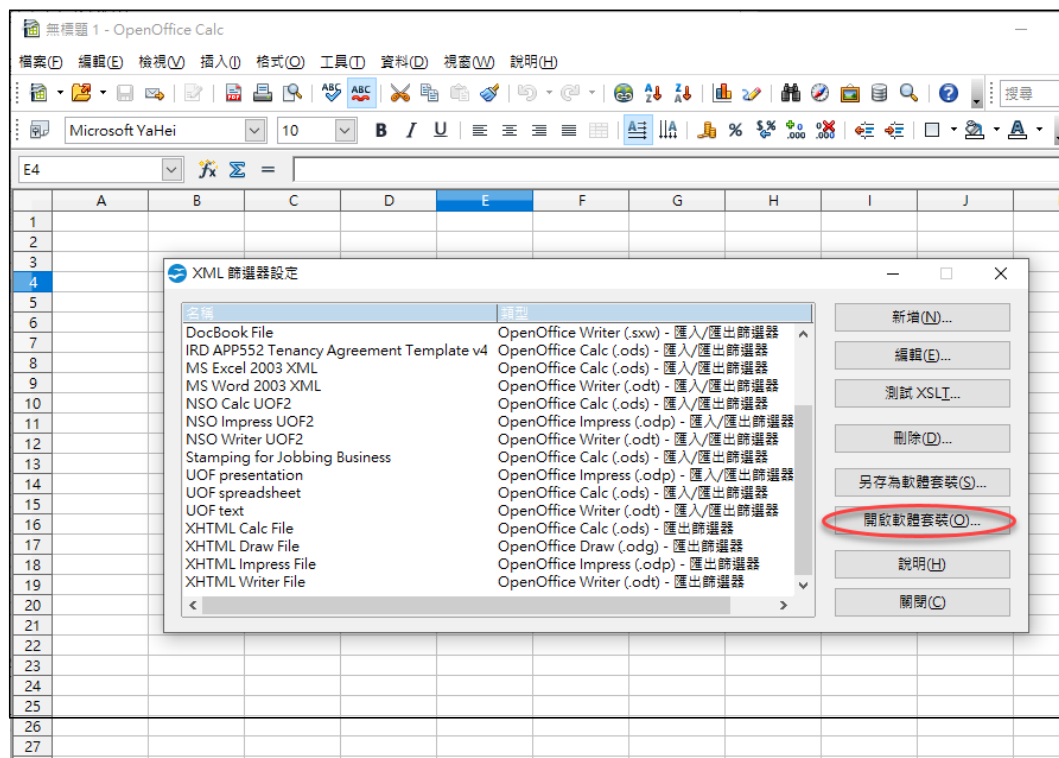 無標題 1 - OpenOffice Calc
檔案(F) 編輯(E) 檢視(V) 插入(I) 格式(O) 工具(T) 資料(D) 視窗(W) 說明(H)
搜尋
Microsoft YaHei 10 B I U
E4
A B C D E F G H I J
1
2
3
XML 篩選器設定
4
5
名稱 類型
新增(N)...
6
DocBook File OpenOffice Writer (.sxw) - 匯入/匯出篩選器
7
IRD APP552 Tenancy Agreement Template v4 OpenOffice Calc (.ods) - 匯入/匯出篩選器
編輯(E)...
8
MS Excel 2003 XML OpenOffice Calc (.ods) - 匯入/匯出篩選器
9
MS Word 2003 XML OpenOffice Writer (.odt) - 匯入/匯出篩選器
測試 XSLT...
10
NSO Calc UOF2 OpenOffice Calc (.ods) - 匯入/匯出篩選器
11
NSO Impress UOF2 OpenOffice Impress (.odp) - 匯入/匯出篩選器
12
NSO Writer UOF2 OpenOffice Writer (.odt) - 匯入/匯出篩選器
刪除(D)...
13
Stamping for Jobbing Business OpenOffice Calc (.ods) - 匯入/匯出篩選器
14
UOF presentation OpenOffice Impress (.odp) - 匯入/匯出篩選器
另存為軟體套裝(S)...
15
UOF spreadsheet OpenOffice Calc (.ods) - 匯入/匯出篩選器
UOF text OpenOffice Writer (.odt) - 匯入/匯出篩選器
16
XHTML Calc File OpenOffice Calc (.ods) - 匯出篩選器
開啟軟體套裝(O)...
17
XHTML Draw File OpenOffice Draw (.odg) - 匯出篩選器
18
XHTML Impress File OpenOffice Impress (.odp) - 匯出篩選器
說明(H)
19
XHTML Writer File OpenOffice Writer (.odt) - 匯出篩選器
20
關閉(C)
21
22
23
24
25
26
27